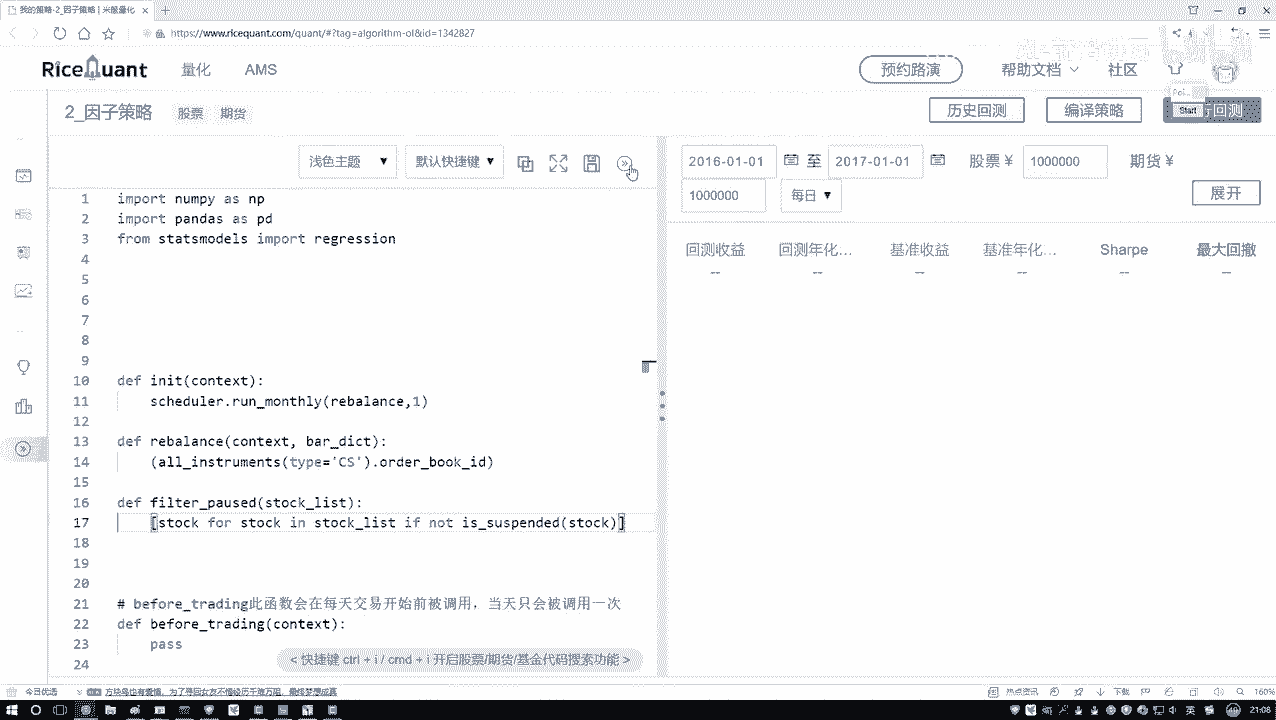 我的策略-2_因子策略 | 米筐量化
https://www.ricequant.com/quant/#?tag=algorithm-ol&id=1342827
RiceQuant 量化 AMS 预约路演 帮助文档 社区
2_因子策略 股票 期货 历史回测 编译策略 行回测
Start
浅色主题 ▼ 默认快捷键 ▼
2016-01-01 至 2017-01-01 股票 ¥ 1000000 期货 ¥
1000000 每日 ▼ 展开
回测收益 回测年化... 基准收益 基准年化... Sharpe 最大回撤
-- -- -- -- -- --
1 import numpy as np
2 import pandas as pd
3 from statsmodels import regression
4
5
6
7
8
9
10 def init(context):
11 scheduler.run_monthly(rebalance,1)
12
13 def rebalance(context, bar_dict):
14 (all_instruments(type='CS').order_book_id)
15
16 def filter_paused(stock_list):
17 [stock for stock in stock_list if not is_suspended(stock)]
18
19
20
21 # before_trading此函数会在每天交易开始前被调用，当天只会被调用一次
22 def before_trading(context):
23 pass
24
< 快捷键 ctrl + i / cmd + i 开启股票/期货/基金代码搜索功能 >
今日优选 热点资讯 下载 160%
英 21:08